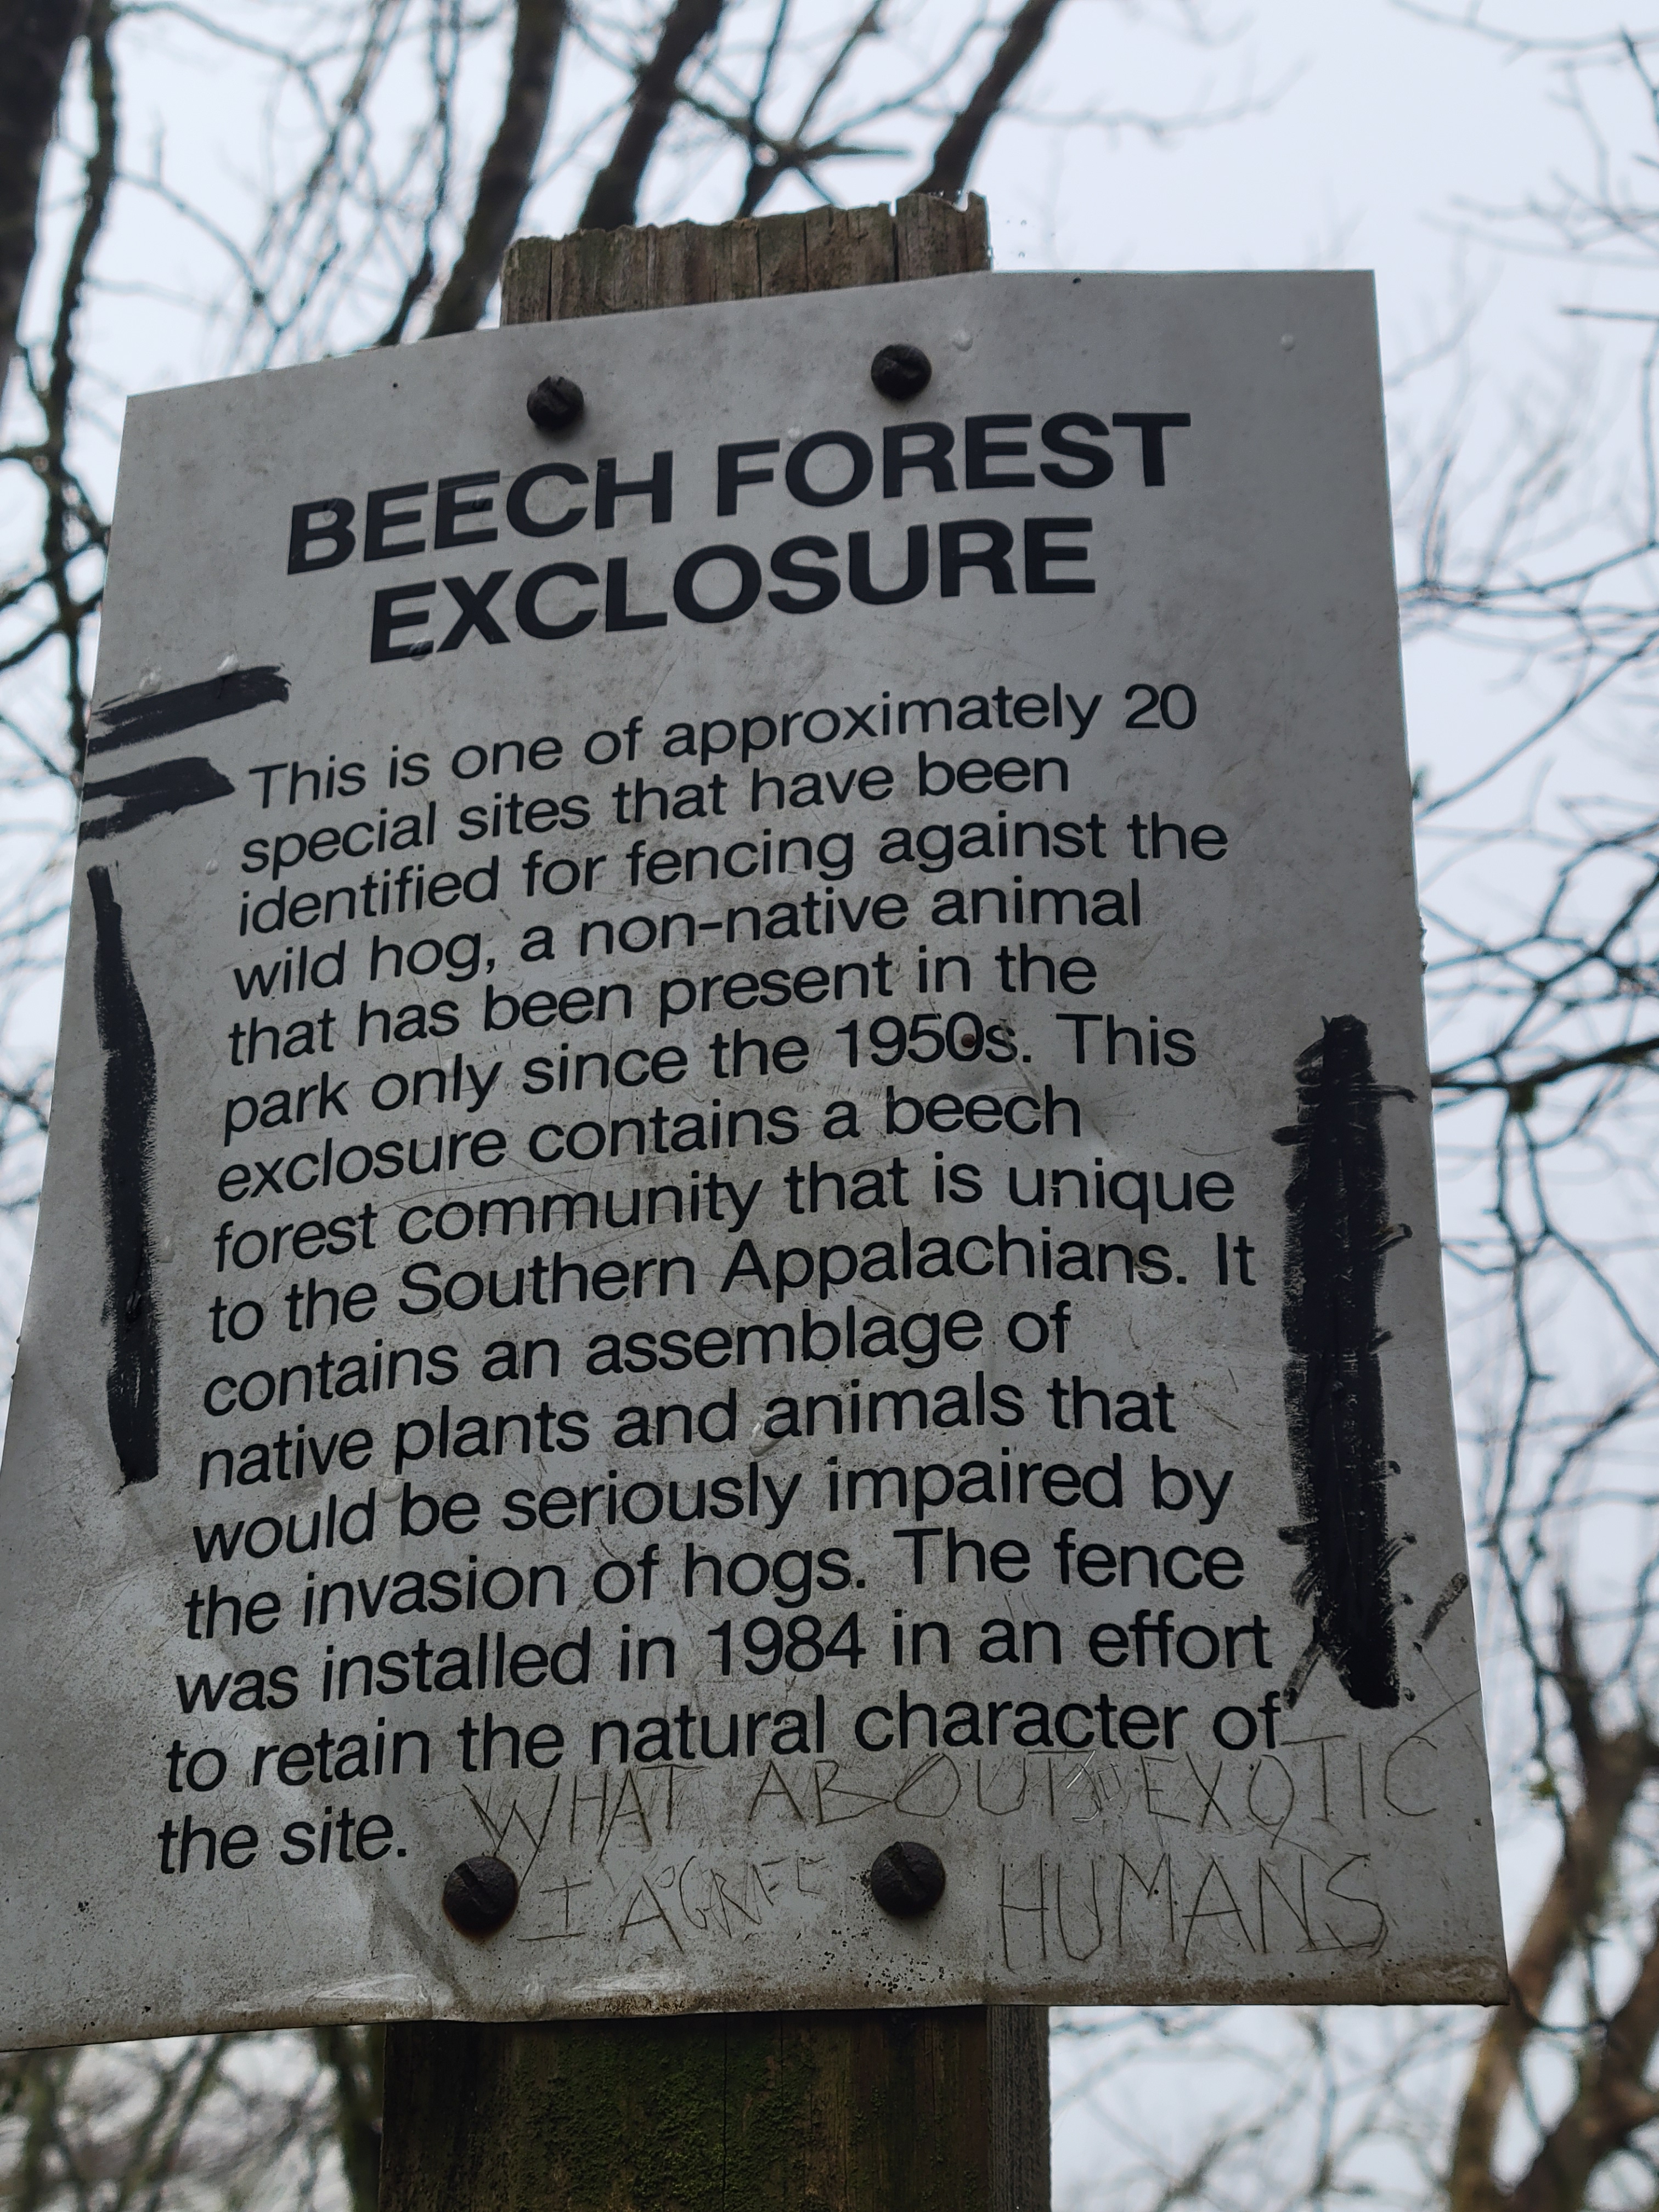 BEECH FOREST
EXCLOSURE
This is one of approximately 20
special sites that have been
identified for fencing against the
wild hog, a non-native animal
that has been present in the
park only since the 1950s. This
exclosure contains a beech
forest community that is unique
to the Southern Appalachians. It
contains an assemblage of
native plants and animals that
would be seriously impaired by
the invasion of hogs. The fence
was installed in 1984 in an effort
to retain the natural character of
the site.
WHAT ABOUT EXOTIC
HUMANS
I AGREE